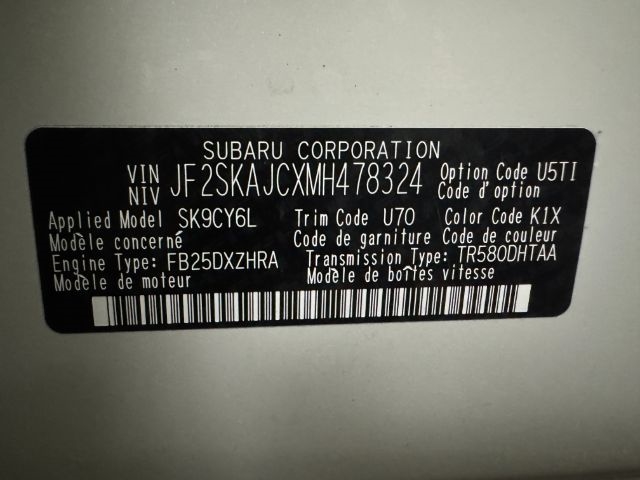 SUBARU CORPORATION
VIN
NIV JF2SKAJCXMH478324 Option Code U5TI
Code d'option
Applied Model SK9CY6L Trim Code U70 Color Code K1X
Modèle concerné Code de garniture Code de couleur
Engine Type: FB25DXZHRA Transmission Type: TR580DHTAA
Modèle de moteur Modèle de boîtes vitesse